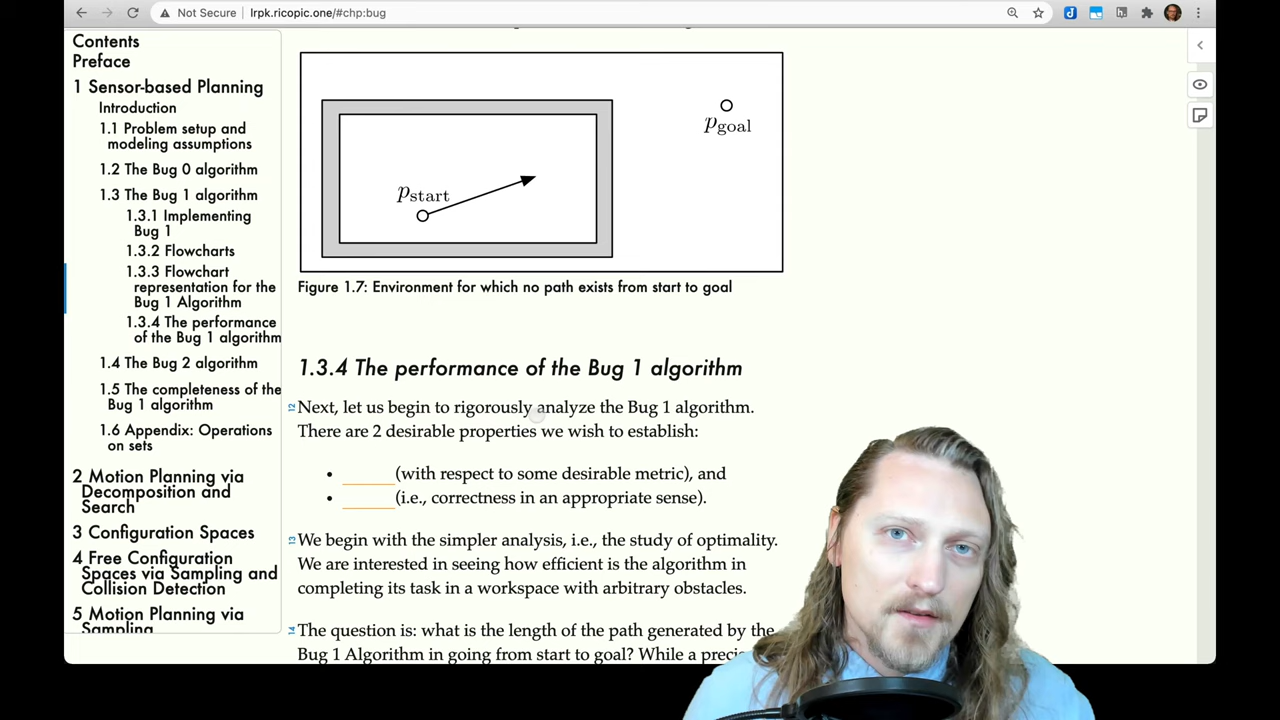 Not Secure | lrpk.ricopic.one/#chp:bug
Contents
Preface
1 Sensor-based Planning
Introduction
1.1 Problem setup and
modeling assumptions
1.2 The Bug 0 algorithm
1.3 The Bug 1 algorithm
1.3.1 Implementing
Bug 1
1.3.2 Flowcharts
1.3.3 Flowchart
representation for the
Bug 1 Algorithm
1.3.4 The performance
of the Bug 1 algorithm
1.4 The Bug 2 algorithm
1.5 The completeness of the
Bug 1 algorithm
1.6 Appendix: Operations
on sets
2 Motion Planning via
Decomposition and
Search
3 Configuration Spaces
4 Free Configuration
Spaces via Sampling and
Collision Detection
5 Motion Planning via
Sampling
pgoal
pstart
Figure 1.7: Environment for which no path exists from start to goal
1.3.4 The performance of the Bug 1 algorithm
12 Next, let us begin to rigorously analyze the Bug 1 algorithm.
There are 2 desirable properties we wish to establish:
• ______ (with respect to some desirable metric), and
• ______ (i.e., correctness in an appropriate sense).
13 We begin with the simpler analysis, i.e., the study of optimality.
We are interested in seeing how efficient is the algorithm in
completing its task in a workspace with arbitrary obstacles.
14 The question is: what is the length of the path generated by the
Bug 1 Algorithm in going from start to goal? While a